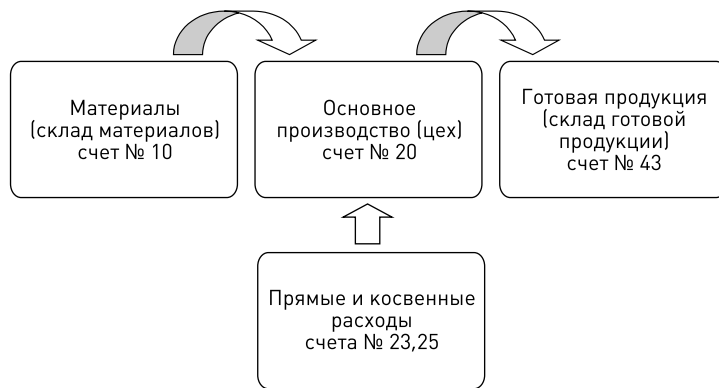 Материалы
(склад материалов)
счет № 10
Основное
производство (цех)
счет № 20
Готовая продукция
(склад готовой
продукции)
счет № 43
Прямые и косвенные
расходы
счета № 23,25